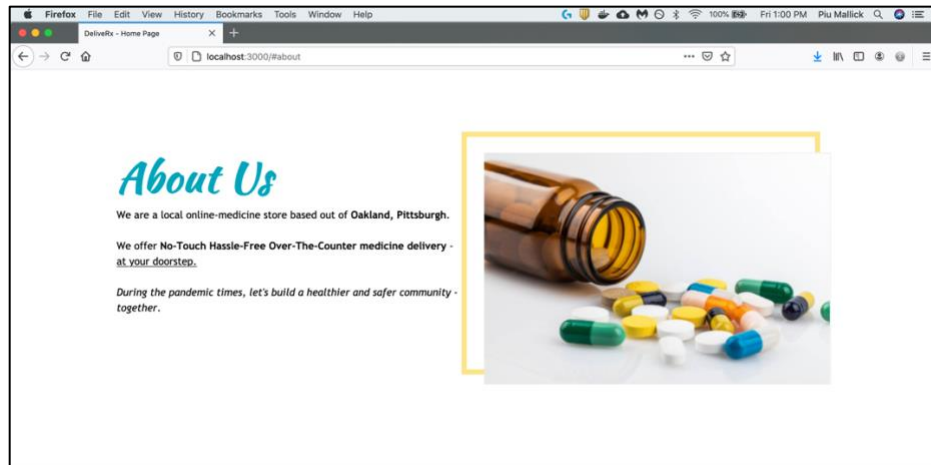 Firefox File Edit View History Bookmarks Tools Window Help 100% Fri 1:00 PM Piu Mallick
DeliveRx - Home Page
localhost:3000/#about
About Us
We are a local online-medicine store based out of Oakland, Pittsburgh.
We offer No-Touch Hassle-Free Over-The-Counter medicine delivery -
at your doorstep.
During the pandemic times, let's build a healthier and safer community -
together.